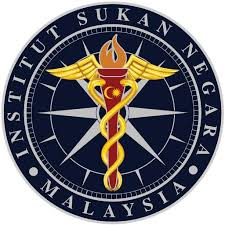 • INSTITUT SUKAN NEGARA •
MALAYSIA